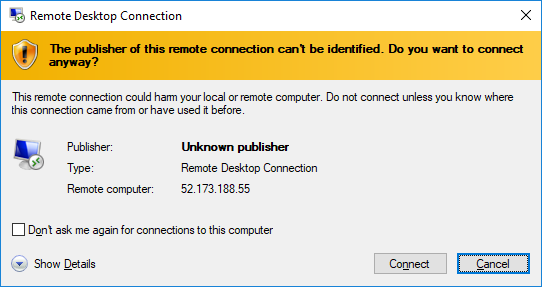 Remote Desktop Connection
The publisher of this remote connection can't be identified. Do you want to connect
anyway?
This remote connection could harm your local or remote computer. Do not connect unless you know where
this connection came from or have used it before.
Publisher: Unknown publisher
Type: Remote Desktop Connection
Remote computer: 52.173.188.55
Don't ask me again for connections to this computer
Show Details Connect Cancel